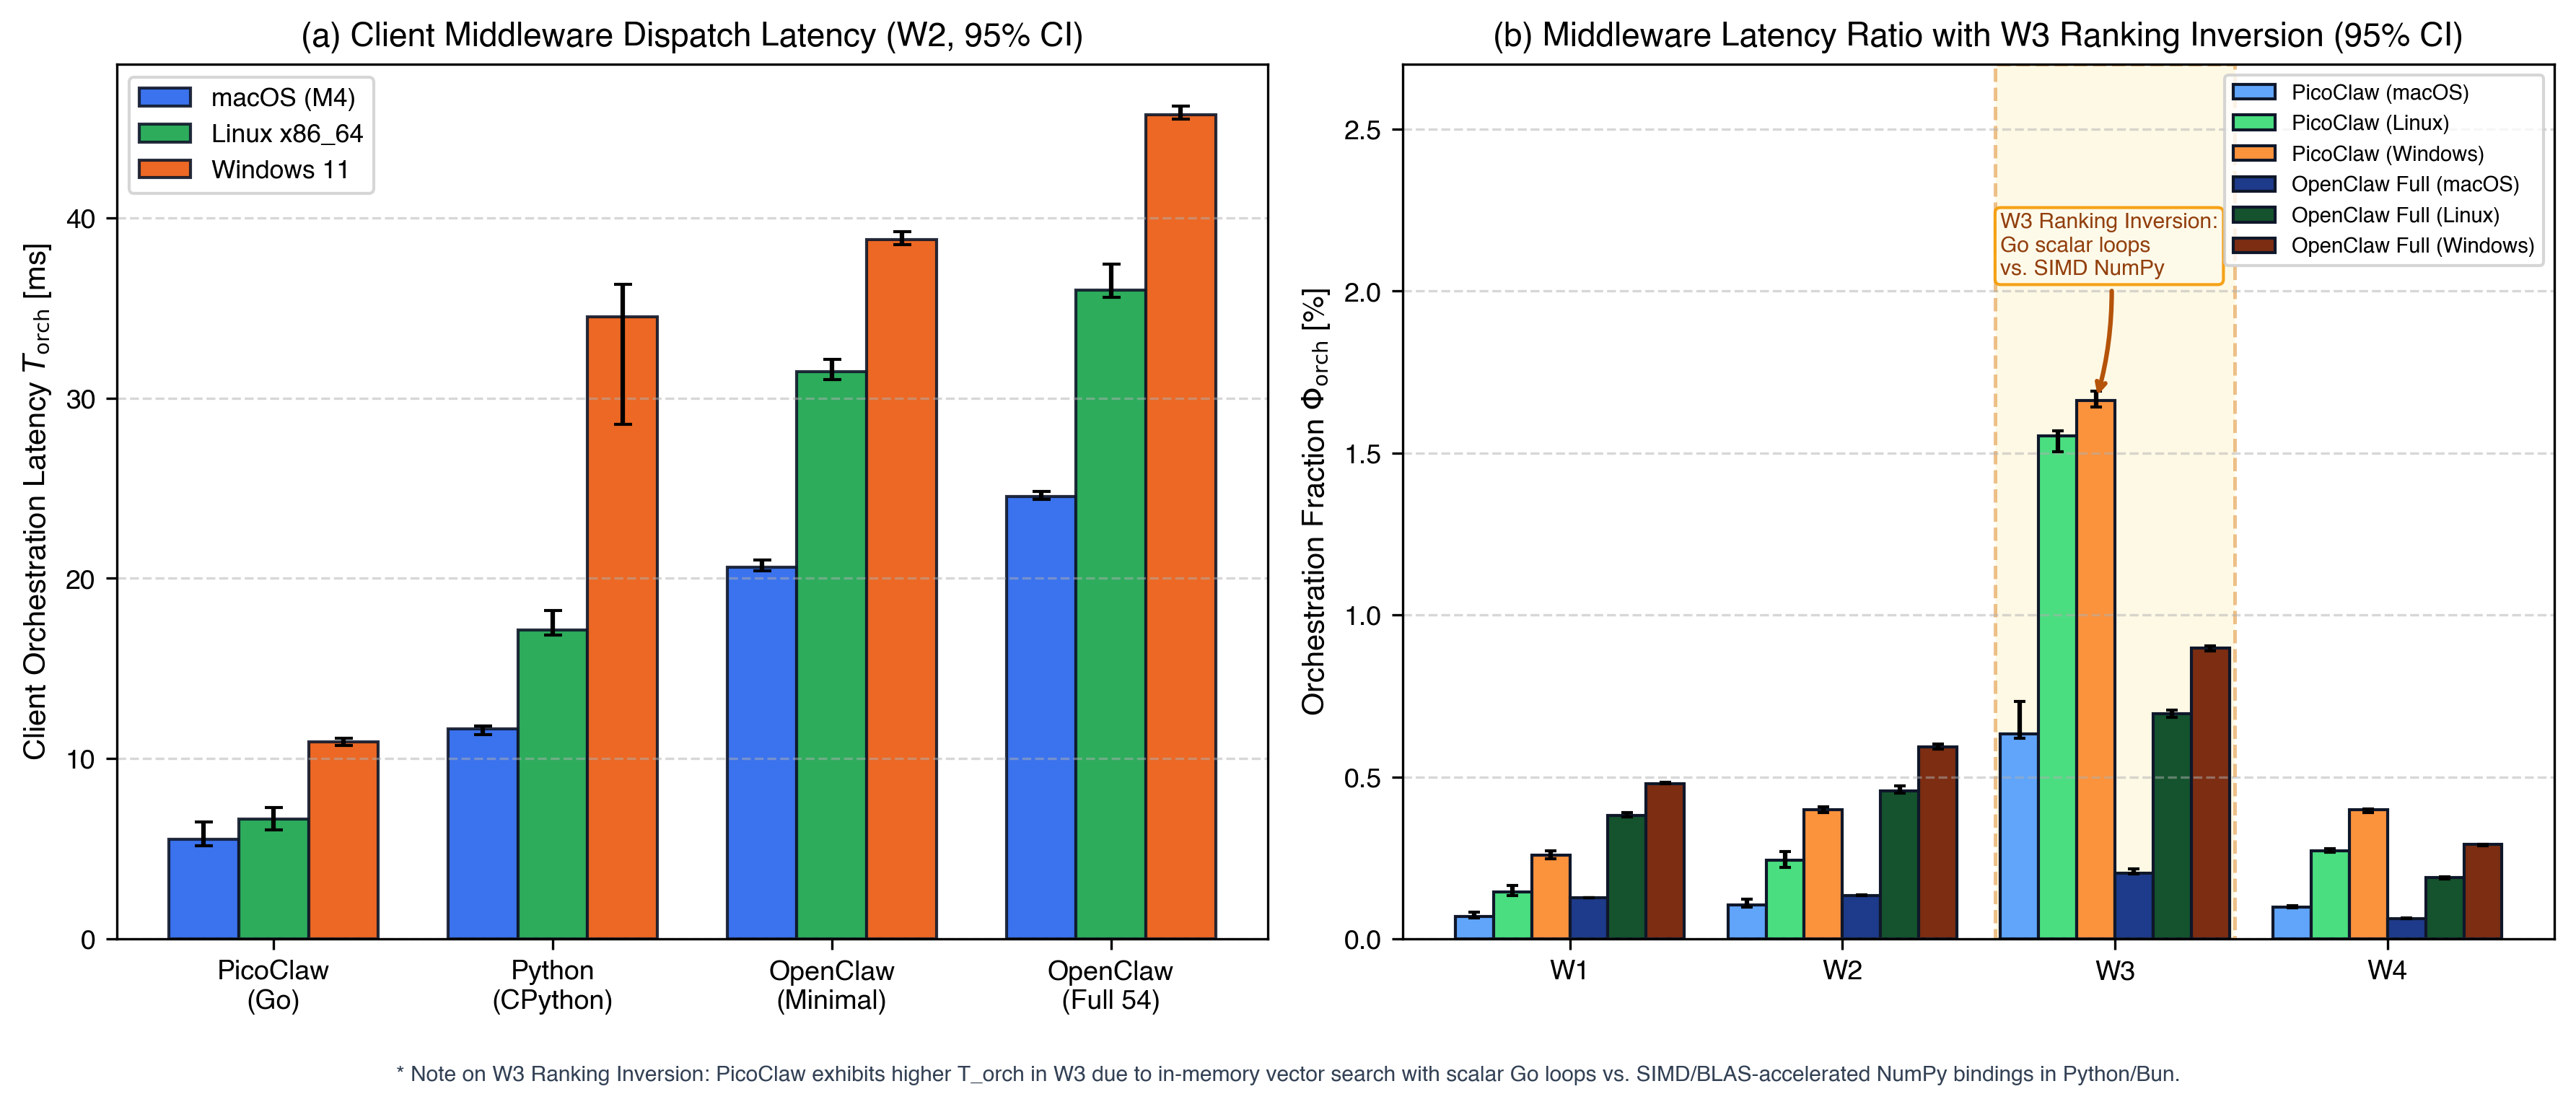 (a) Client Middleware Dispatch Latency (W2, 95% CI)
macOS (M4)
Linux x86_64
Windows 11
Client Orchestration Latency T_orch [ms]
40
30
20
10
0
PicoClaw
(Go)
Python
(CPython)
OpenClaw
(Minimal)
OpenClaw
(Full 54)
(b) Middleware Latency Ratio with W3 Ranking Inversion (95% CI)
PicoClaw (macOS)
PicoClaw (Linux)
PicoClaw (Windows)
OpenClaw Full (macOS)
OpenClaw Full (Linux)
OpenClaw Full (Windows)
W3 Ranking Inversion:
Go scalar loops
vs. SIMD NumPy
Orchestration Fraction Φ_orch [%]
2.5
2.0
1.5
1.0
0.5
0.0
W1
W2
W3
W4
* Note on W3 Ranking Inversion: PicoClaw exhibits higher T_orch in W3 due to in-memory vector search with scalar Go loops vs. SIMD/BLAS-accelerated NumPy bindings in Python/Bun.